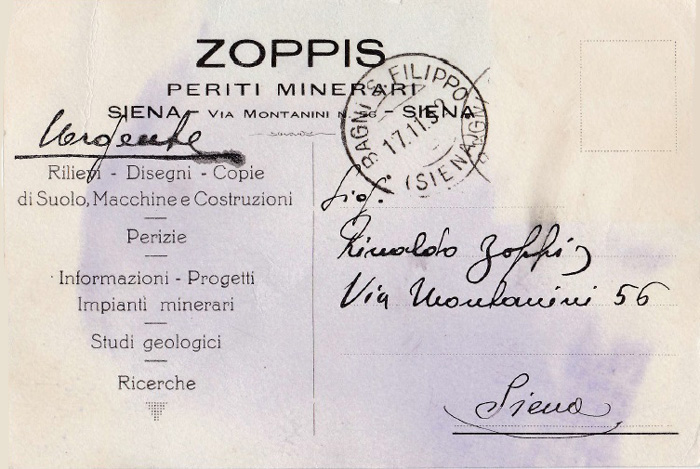 ZOPPIS
PERITI MINERARI
SIENA - VIA MONTANINI N. - SIENA
Urgente
Rilievi - Disegni - Copie
di Suolo, Macchine e Costruzioni
Perizie
Informazioni - Progetti
Impianti minerari
Studi geologici
Ricerche
BAGNI S. FILIPPO
17.11.
(SIENA)
Sig.
Rinaldo Zoppis
Via Montanini 56
Siena